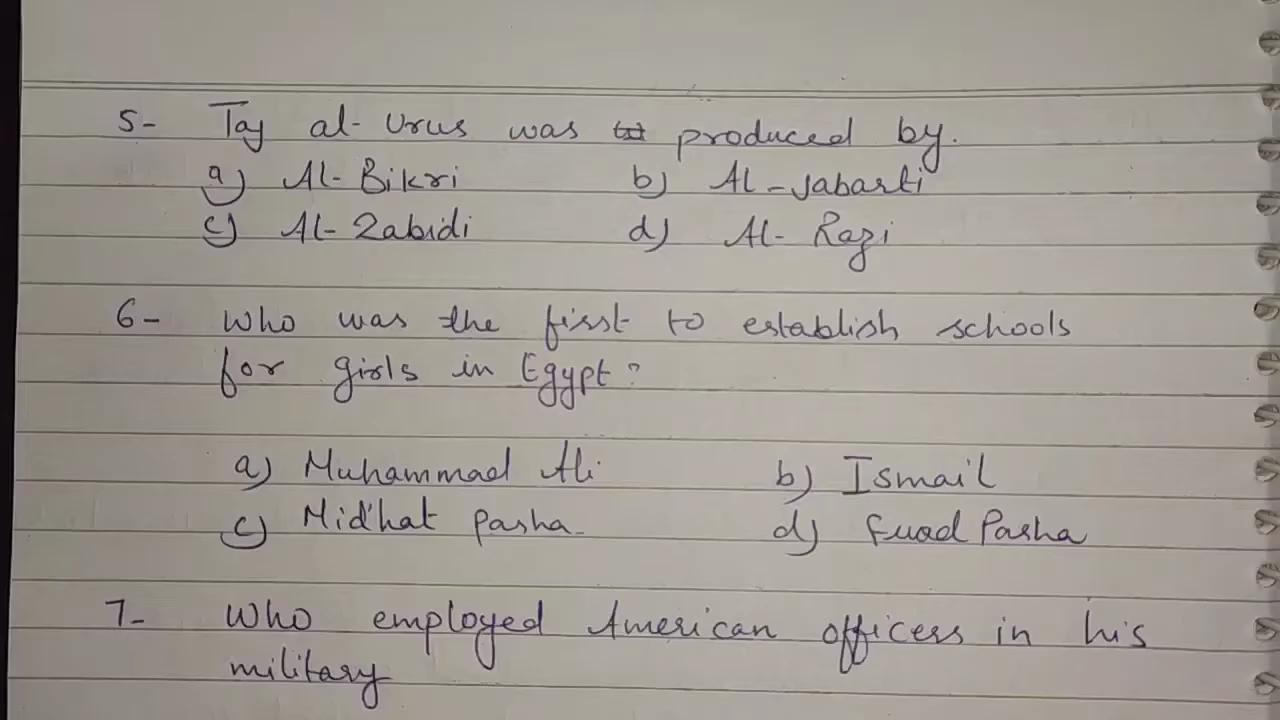 5- Taj al-Urus was produced by.
a) Al-Bikri b) Al-Jabarti
c) Al-Zabidi d) Al-Razi
6- Who was the first to establish schools
for girls in Egypt?
a) Muhammad Ali b) Ismail
c) Midhat Pasha d) Fuad Pasha
7- Who employed American officers in his
military